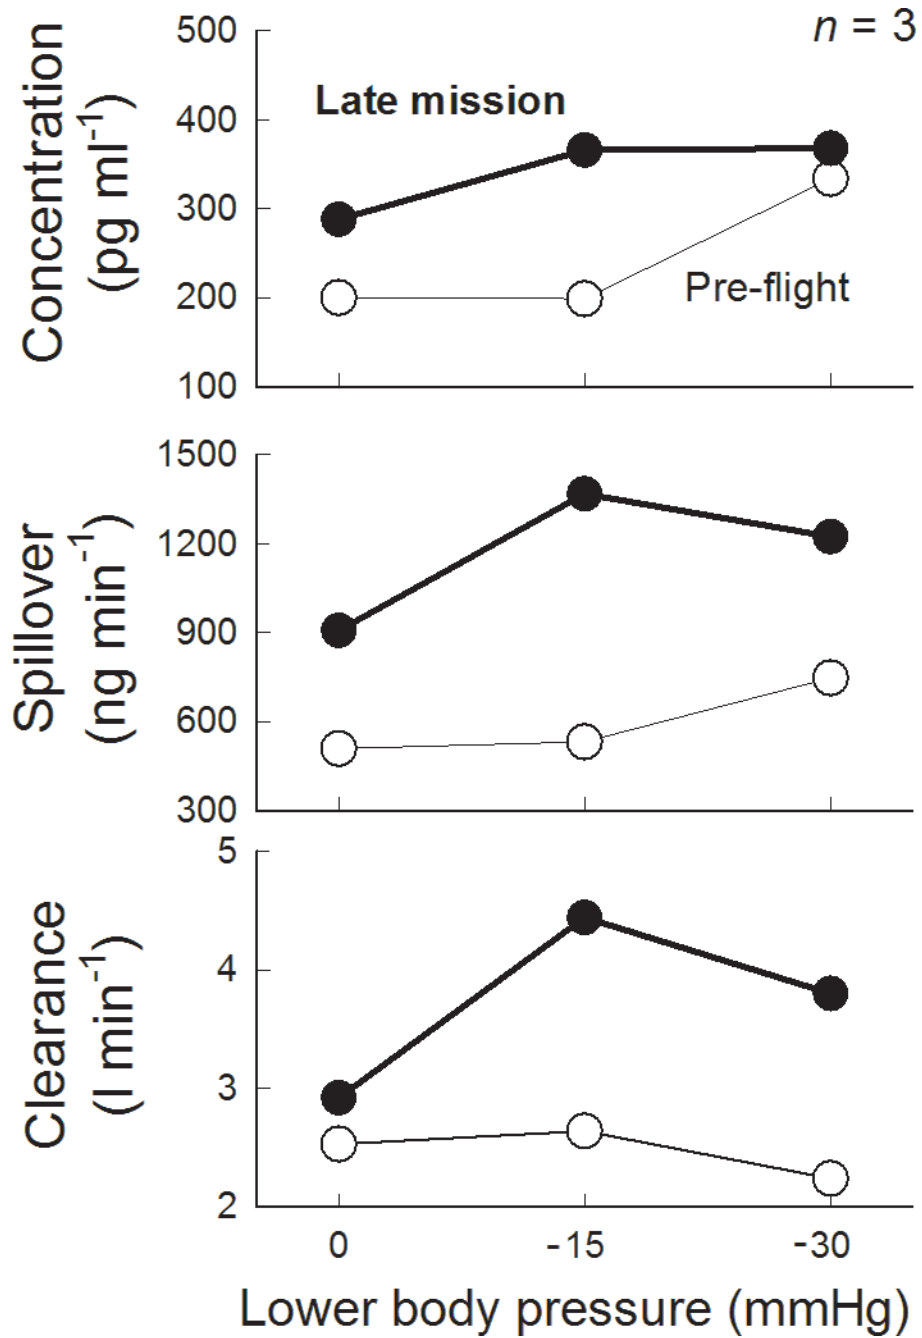 n = 3
Concentration
(pg ml⁻¹)
500
400
300
200
100
Late mission
Pre-flight
Spillover
(ng min⁻¹)
1500
1200
900
600
300
Clearance
(l min⁻¹)
5
4
3
2
0
-15
-30
Lower body pressure (mmHg)